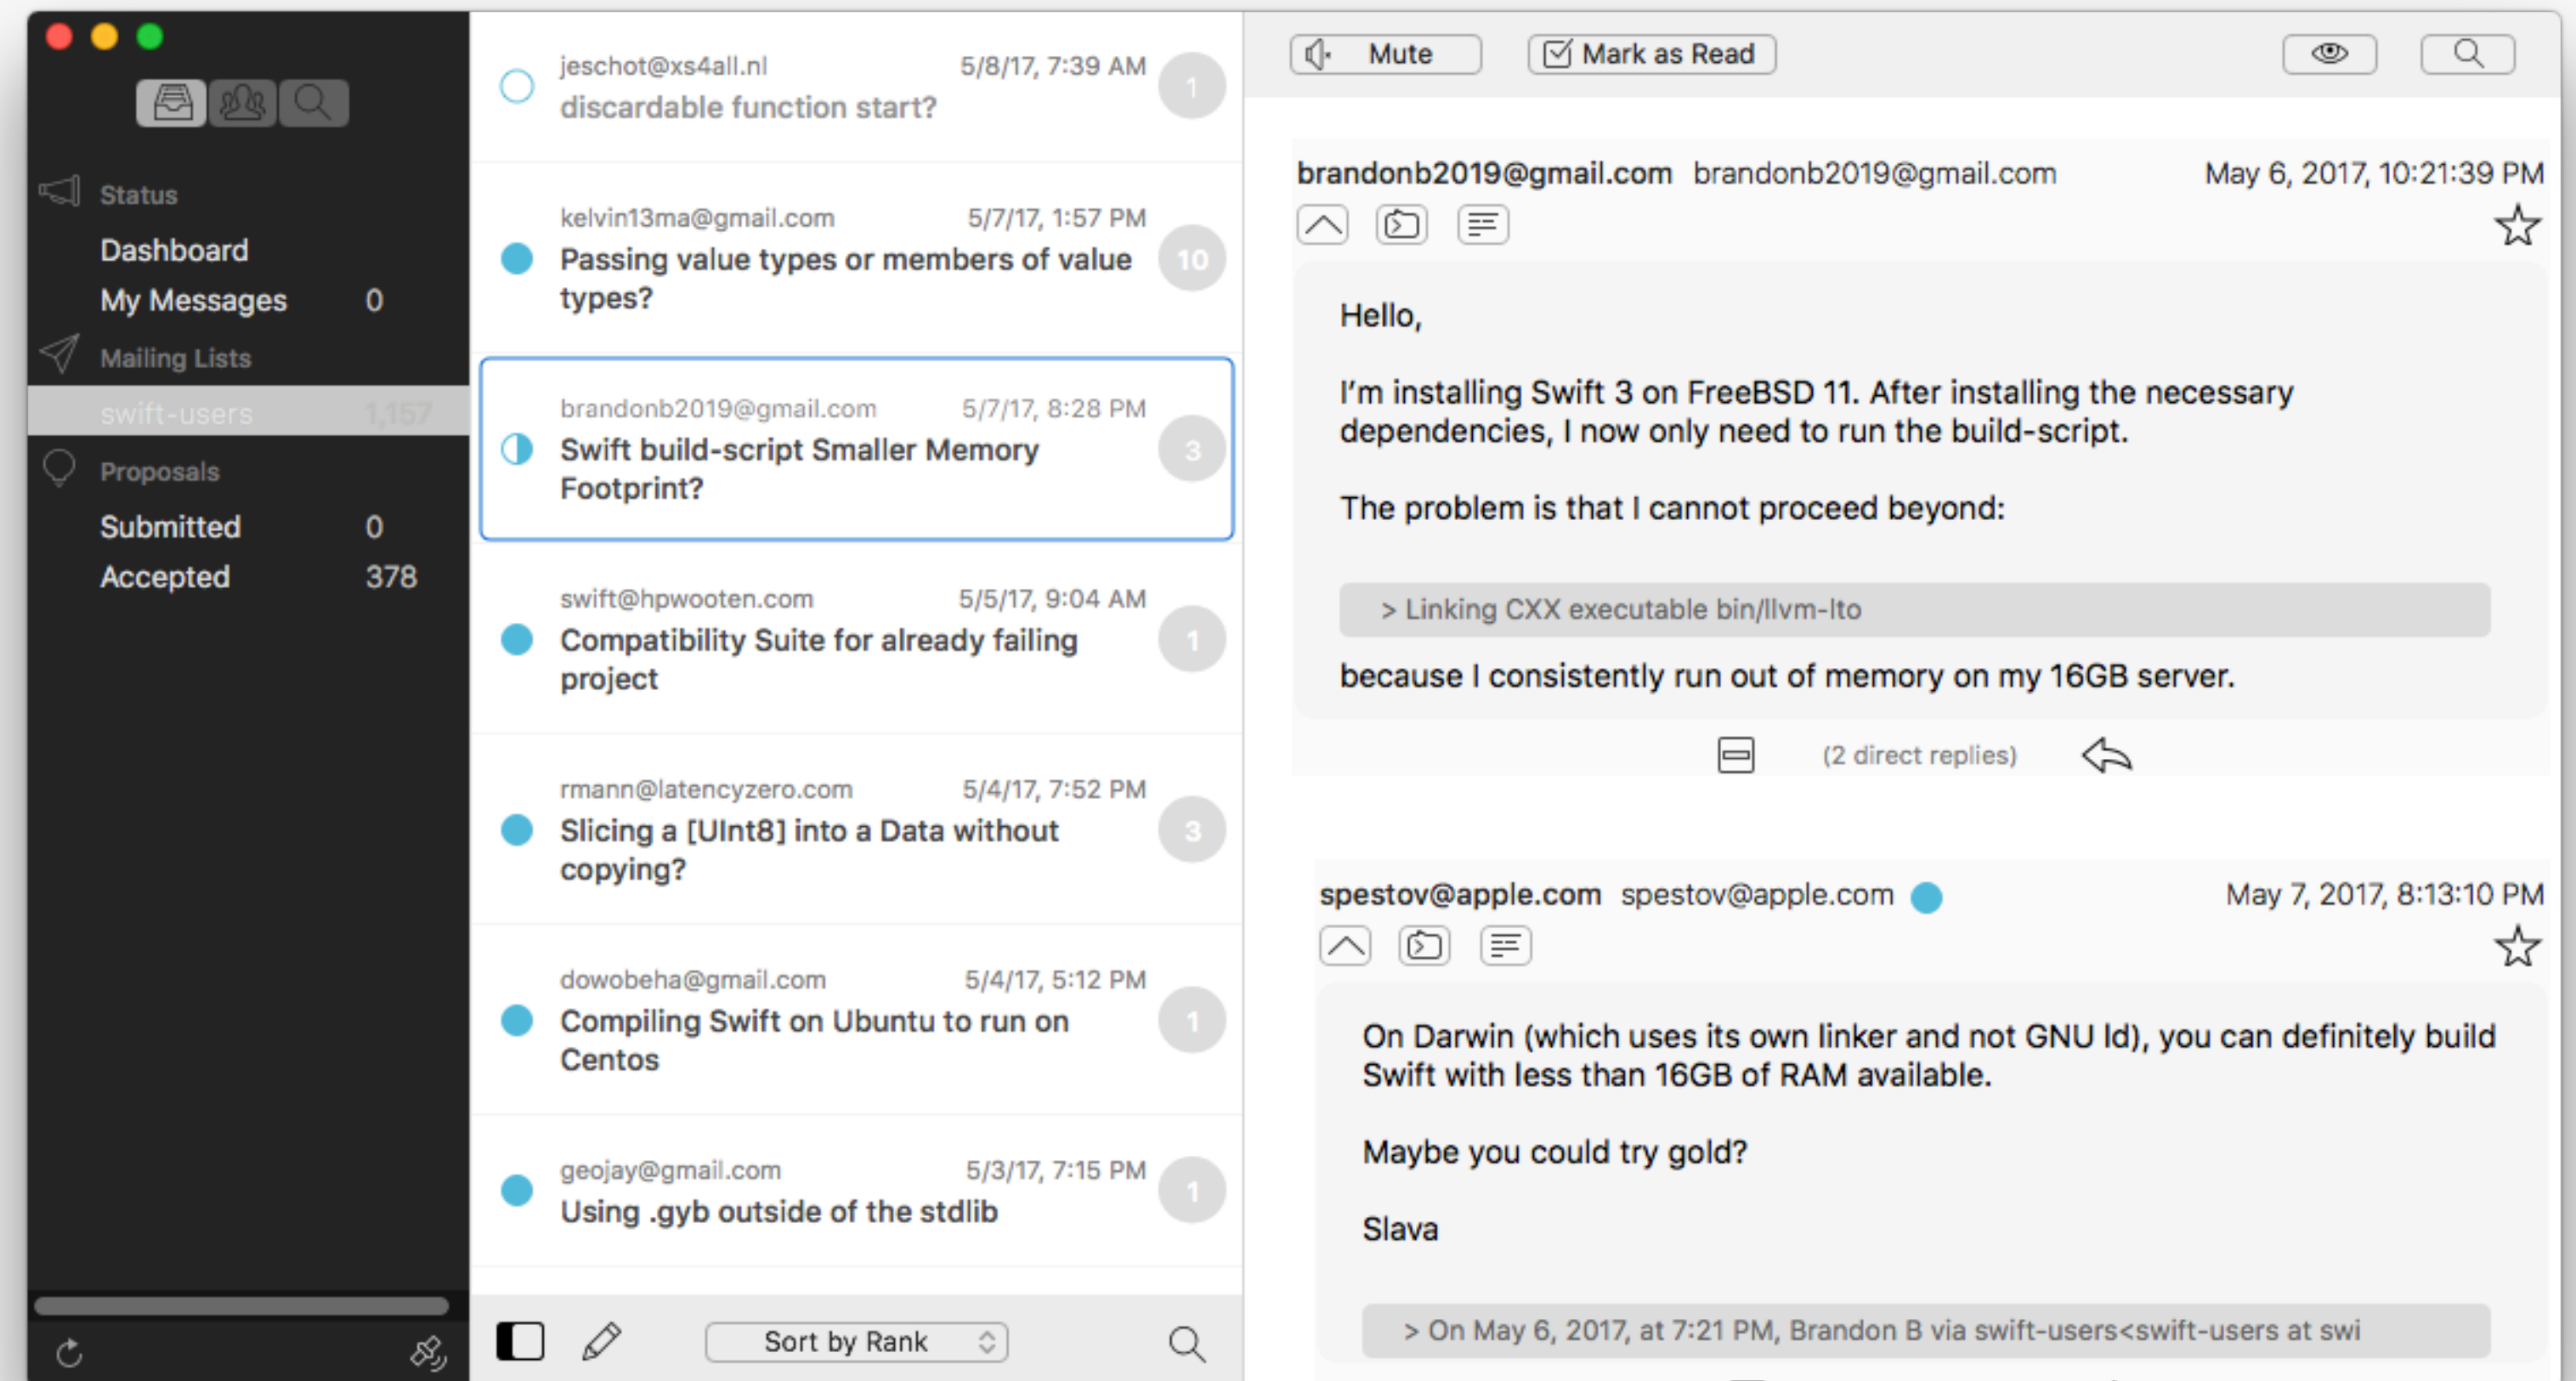 Status
Dashboard
My Messages 0
Mailing Lists
swift-users 1,157
Proposals
Submitted 0
Accepted 378
jeschot@xs4all.nl 5/8/17, 7:39 AM
discardable function start?
1
kelvin13ma@gmail.com 5/7/17, 1:57 PM
Passing value types or members of value
types?
10
brandonb2019@gmail.com 5/7/17, 8:28 PM
Swift build-script Smaller Memory
Footprint?
3
swift@hpwooten.com 5/5/17, 9:04 AM
Compatibility Suite for already failing
project
1
rmann@latencyzero.com 5/4/17, 7:52 PM
Slicing a [UInt8] into a Data without
copying?
3
dowobeha@gmail.com 5/4/17, 5:12 PM
Compiling Swift on Ubuntu to run on
Centos
1
geojay@gmail.com 5/3/17, 7:15 PM
Using .gyb outside of the stdlib
1
Sort by Rank
Mute Mark as Read
brandonb2019@gmail.com brandonb2019@gmail.com May 6, 2017, 10:21:39 PM
Hello,
I’m installing Swift 3 on FreeBSD 11. After installing the necessary
dependencies, I now only need to run the build-script.
The problem is that I cannot proceed beyond:
> Linking CXX executable bin/llvm-lto
because I consistently run out of memory on my 16GB server.
(2 direct replies)
spestov@apple.com spestov@apple.com May 7, 2017, 8:13:10 PM
On Darwin (which uses its own linker and not GNU ld), you can definitely build
Swift with less than 16GB of RAM available.
Maybe you could try gold?
Slava
> On May 6, 2017, at 7:21 PM, Brandon B via swift-users<swift-users at swi